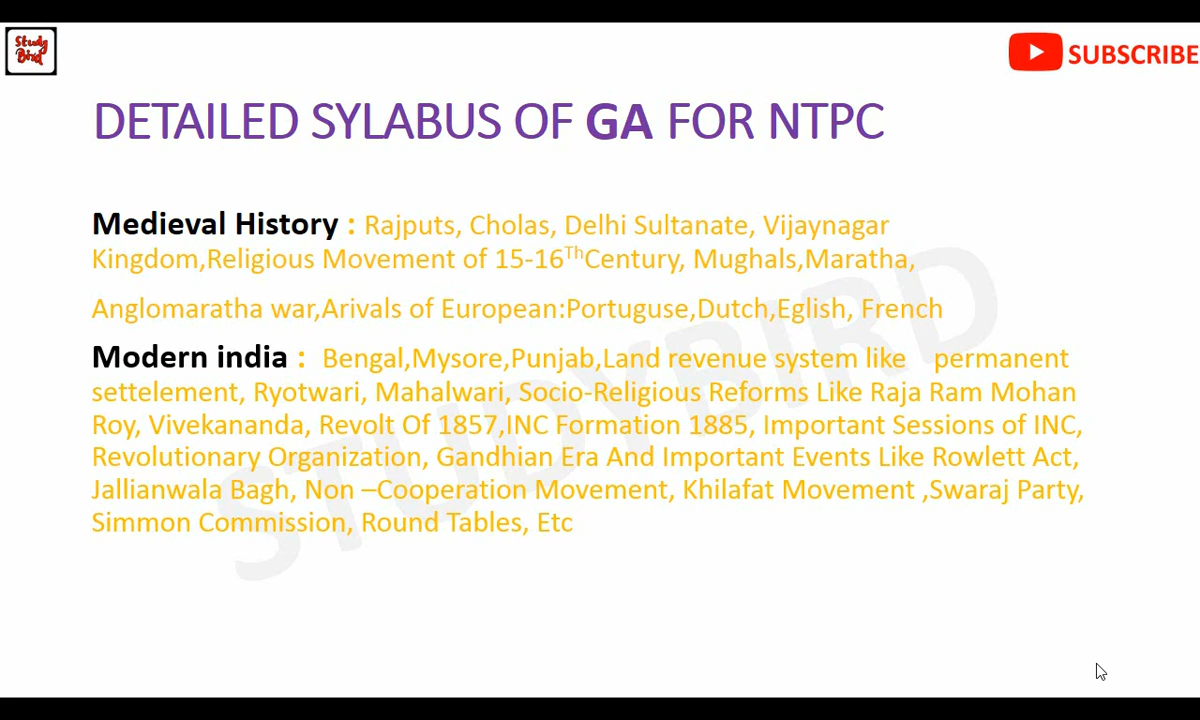 Study
Bird
SUBSCRIBE
DETAILED SYLABUS OF GA FOR NTPC
Medieval History : Rajputs, Cholas, Delhi Sultanate, Vijaynagar
Kingdom,Religious Movement of 15-16ThCentury, Mughals,Maratha,
Anglomaratha war,Arivals of European:Portuguse,Dutch,Eglish, French
Modern india : Bengal,Mysore,Punjab,Land revenue system like permanent
settelement, Ryotwari, Mahalwari, Socio-Religious Reforms Like Raja Ram Mohan
Roy, Vivekananda, Revolt Of 1857,INC Formation 1885, Important Sessions of INC,
Revolutionary Organization, Gandhian Era And Important Events Like Rowlett Act,
Jallianwala Bagh, Non –Cooperation Movement, Khilafat Movement ,Swaraj Party,
Simmon Commission, Round Tables, Etc
STUDYBIRD